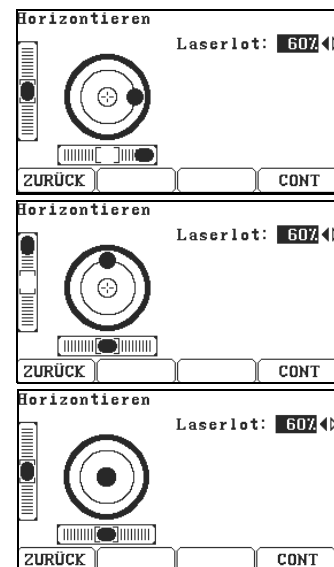 Horizontieren
Laserlot: 60%
ZURÜCK CONT
Horizontieren
Laserlot: 60%
ZURÜCK CONT
Horizontieren
Laserlot: 60%
ZURÜCK CONT